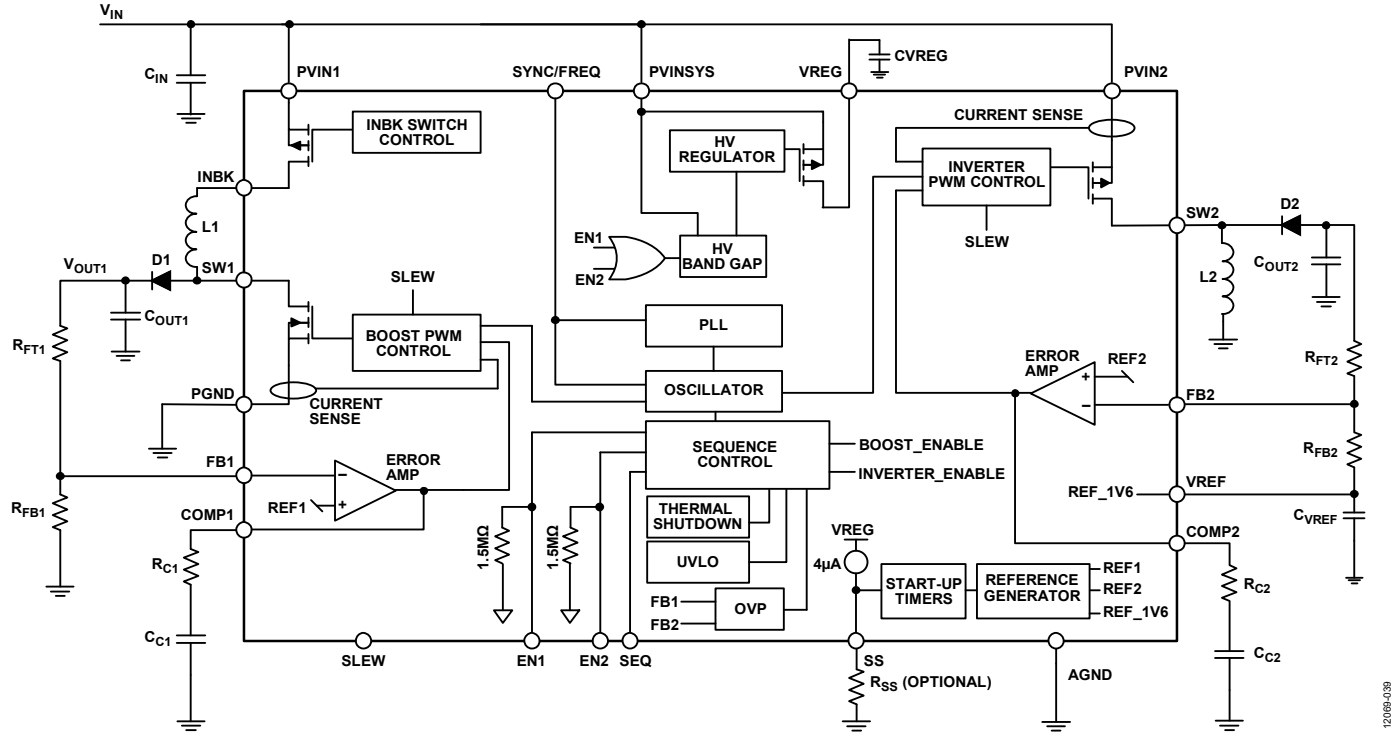 VIN
CIN
PVIN1
SYNC/FREQ
PVINSYS
VREG
CVREG
PVIN2
INBK SWITCH
CONTROL
HV
REGULATOR
CURRENT SENSE
INVERTER
PWM CONTROL
INBK
L1
EN1
EN2
HV
BAND GAP
SLEW
SW2
D2
L2
COUT2
VOUT1
D1
SW1
COUT1
SLEW
BOOST PWM
CONTROL
PLL
OSCILLATOR
RFT1
ERROR
AMP
REF2
+
−
RFT2
PGND
CURRENT
SENSE
FB2
SEQUENCE
CONTROL
BOOST_ENABLE
INVERTER_ENABLE
RFB2
FB1
−
+
ERROR
AMP
REF1
REF_1V6
VREF
CVREF
RFB1
COMP1
1.5MΩ
1.5MΩ
THERMAL
SHUTDOWN
UVLO
VREG
4µA
COMP2
RC1
FB1
FB2
OVP
START-UP
TIMERS
REFERENCE
GENERATOR
REF1
REF2
REF_1V6
RC2
CC1
SLEW
EN1
EN2
SEQ
SS
RSS (OPTIONAL)
AGND
CC2
12069-039